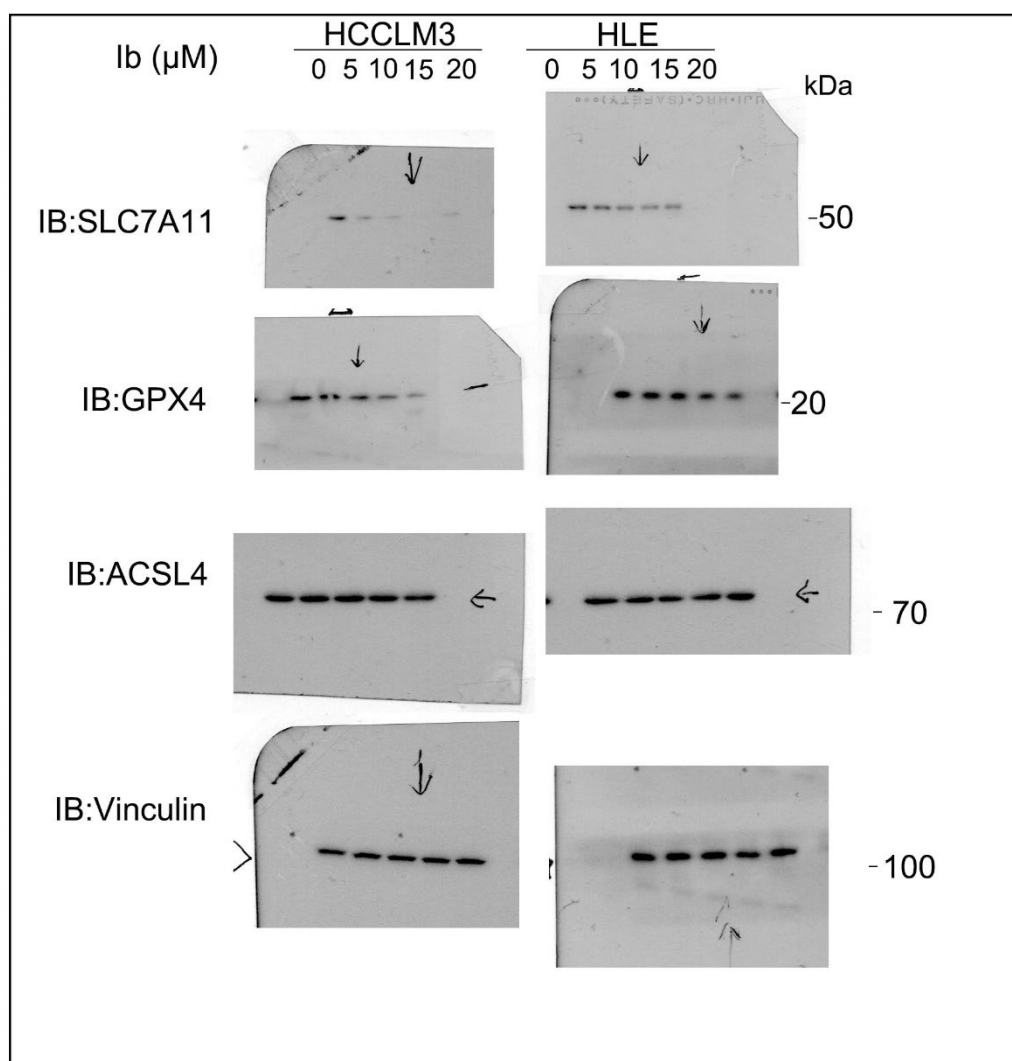 HCCLM3 HLE
Ib (μM) 0 5 10 15 20 0 5 10 15 20
kDa
IB:SLC7A11 -50
IB:GPX4 -20
IB:ACSL4 - 70
IB:Vinculin - 100